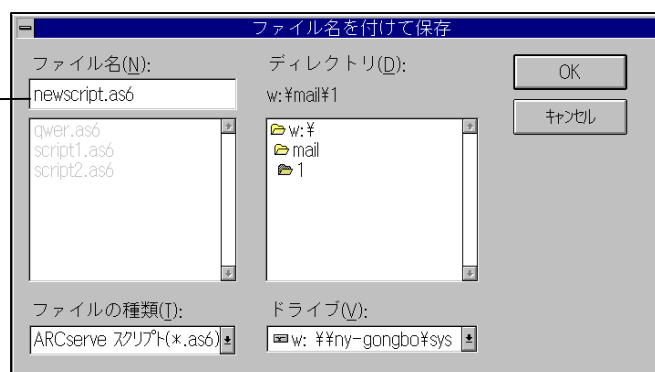 ファイル名を付けて保存
ファイル名(N):
newscript.as6
qwer.as6
script1.as6
script2.as6
ファイルの種類(T):
ARCserve スクリプト(*.as6)
ディレクトリ(D):
w:¥mail¥1
w:¥
mail
1
ドライブ(V):
w: ¥¥ny-gongbo¥sys
OK
キャンセル